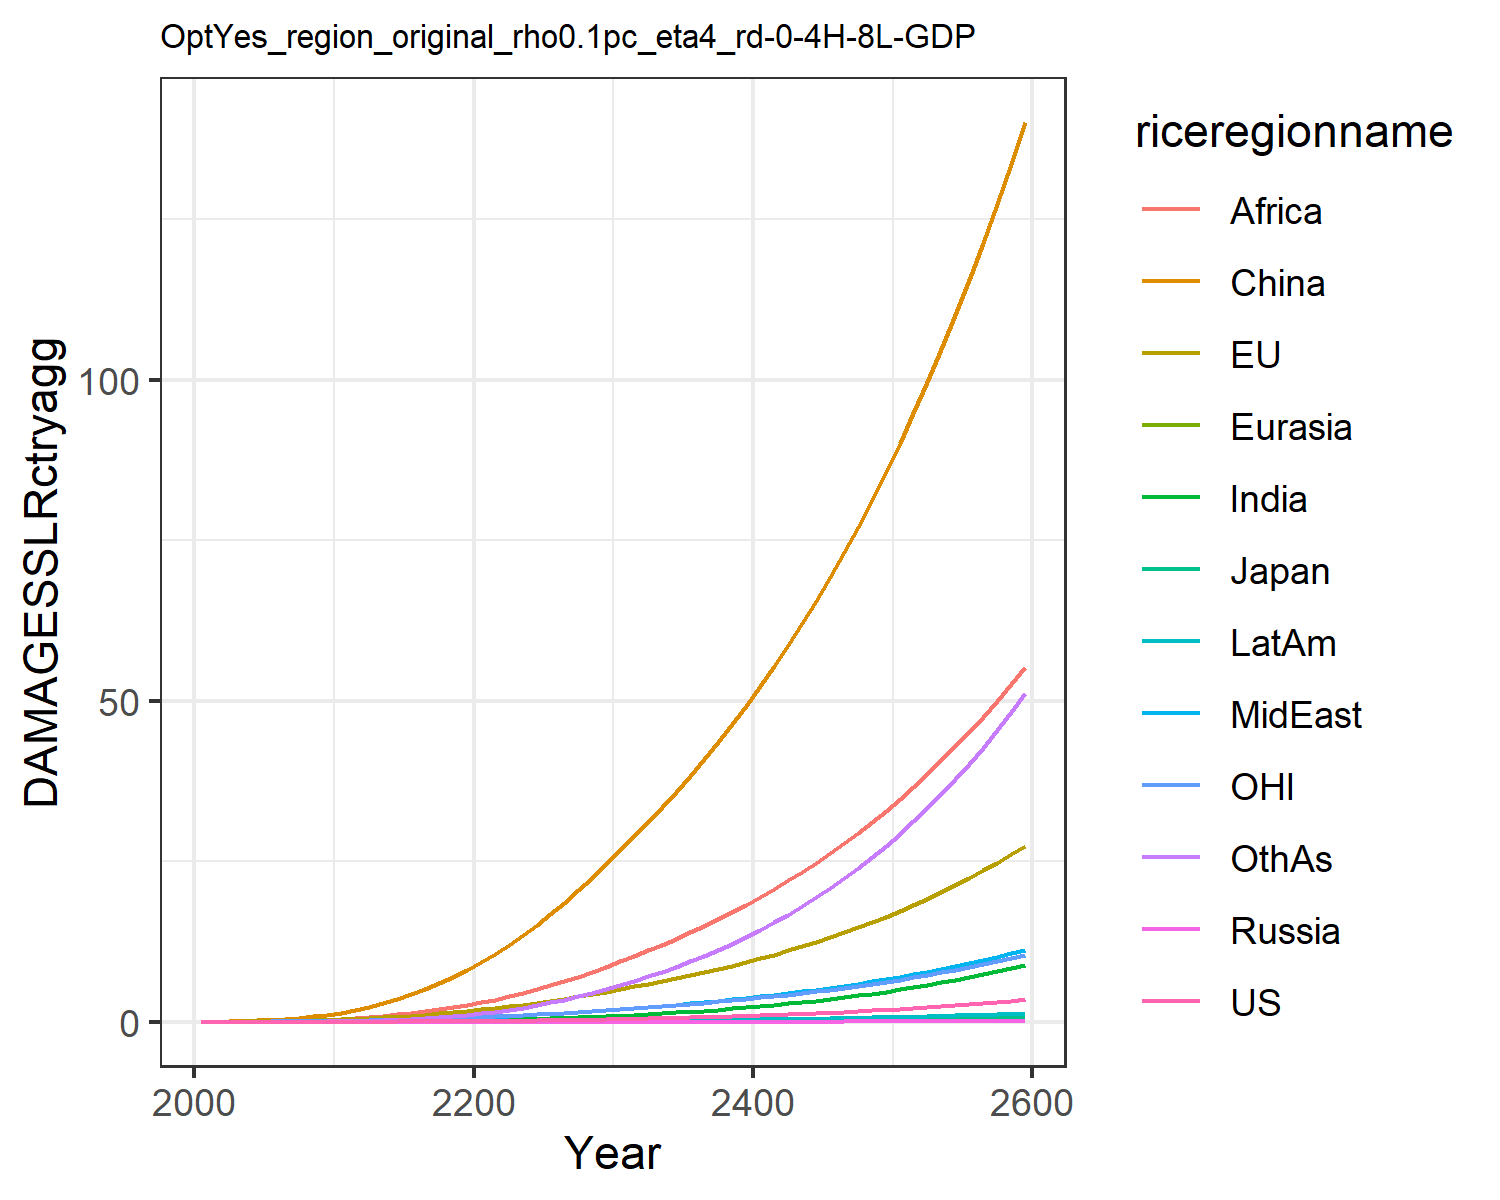 OptYes_region_original_rho0.1pc_eta4_rd-0-4H-8L-GDP
DAMAGESSLRctryagg
100
50
0
2000
2200
2400
2600
Year
riceregionname
Africa
China
EU
Eurasia
India
Japan
LatAm
MidEast
OHI
OthAs
Russia
US